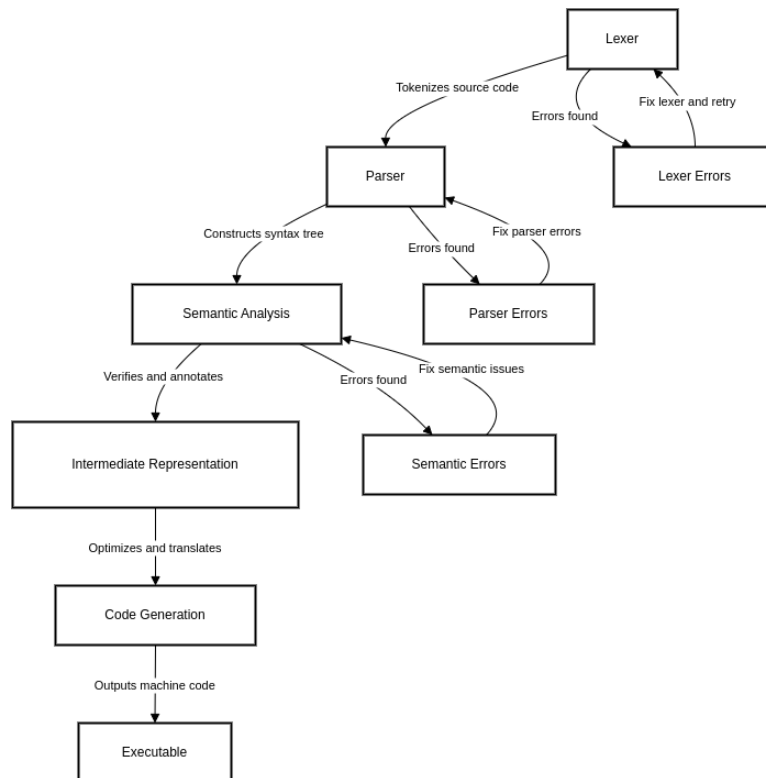 Lexer
Tokenizes source code
Errors found
Fix lexer and retry
Parser
Lexer Errors
Constructs syntax tree
Errors found
Fix parser errors
Semantic Analysis
Parser Errors
Verifies and annotates
Errors found
Fix semantic issues
Intermediate Representation
Semantic Errors
Optimizes and translates
Code Generation
Outputs machine code
Executable